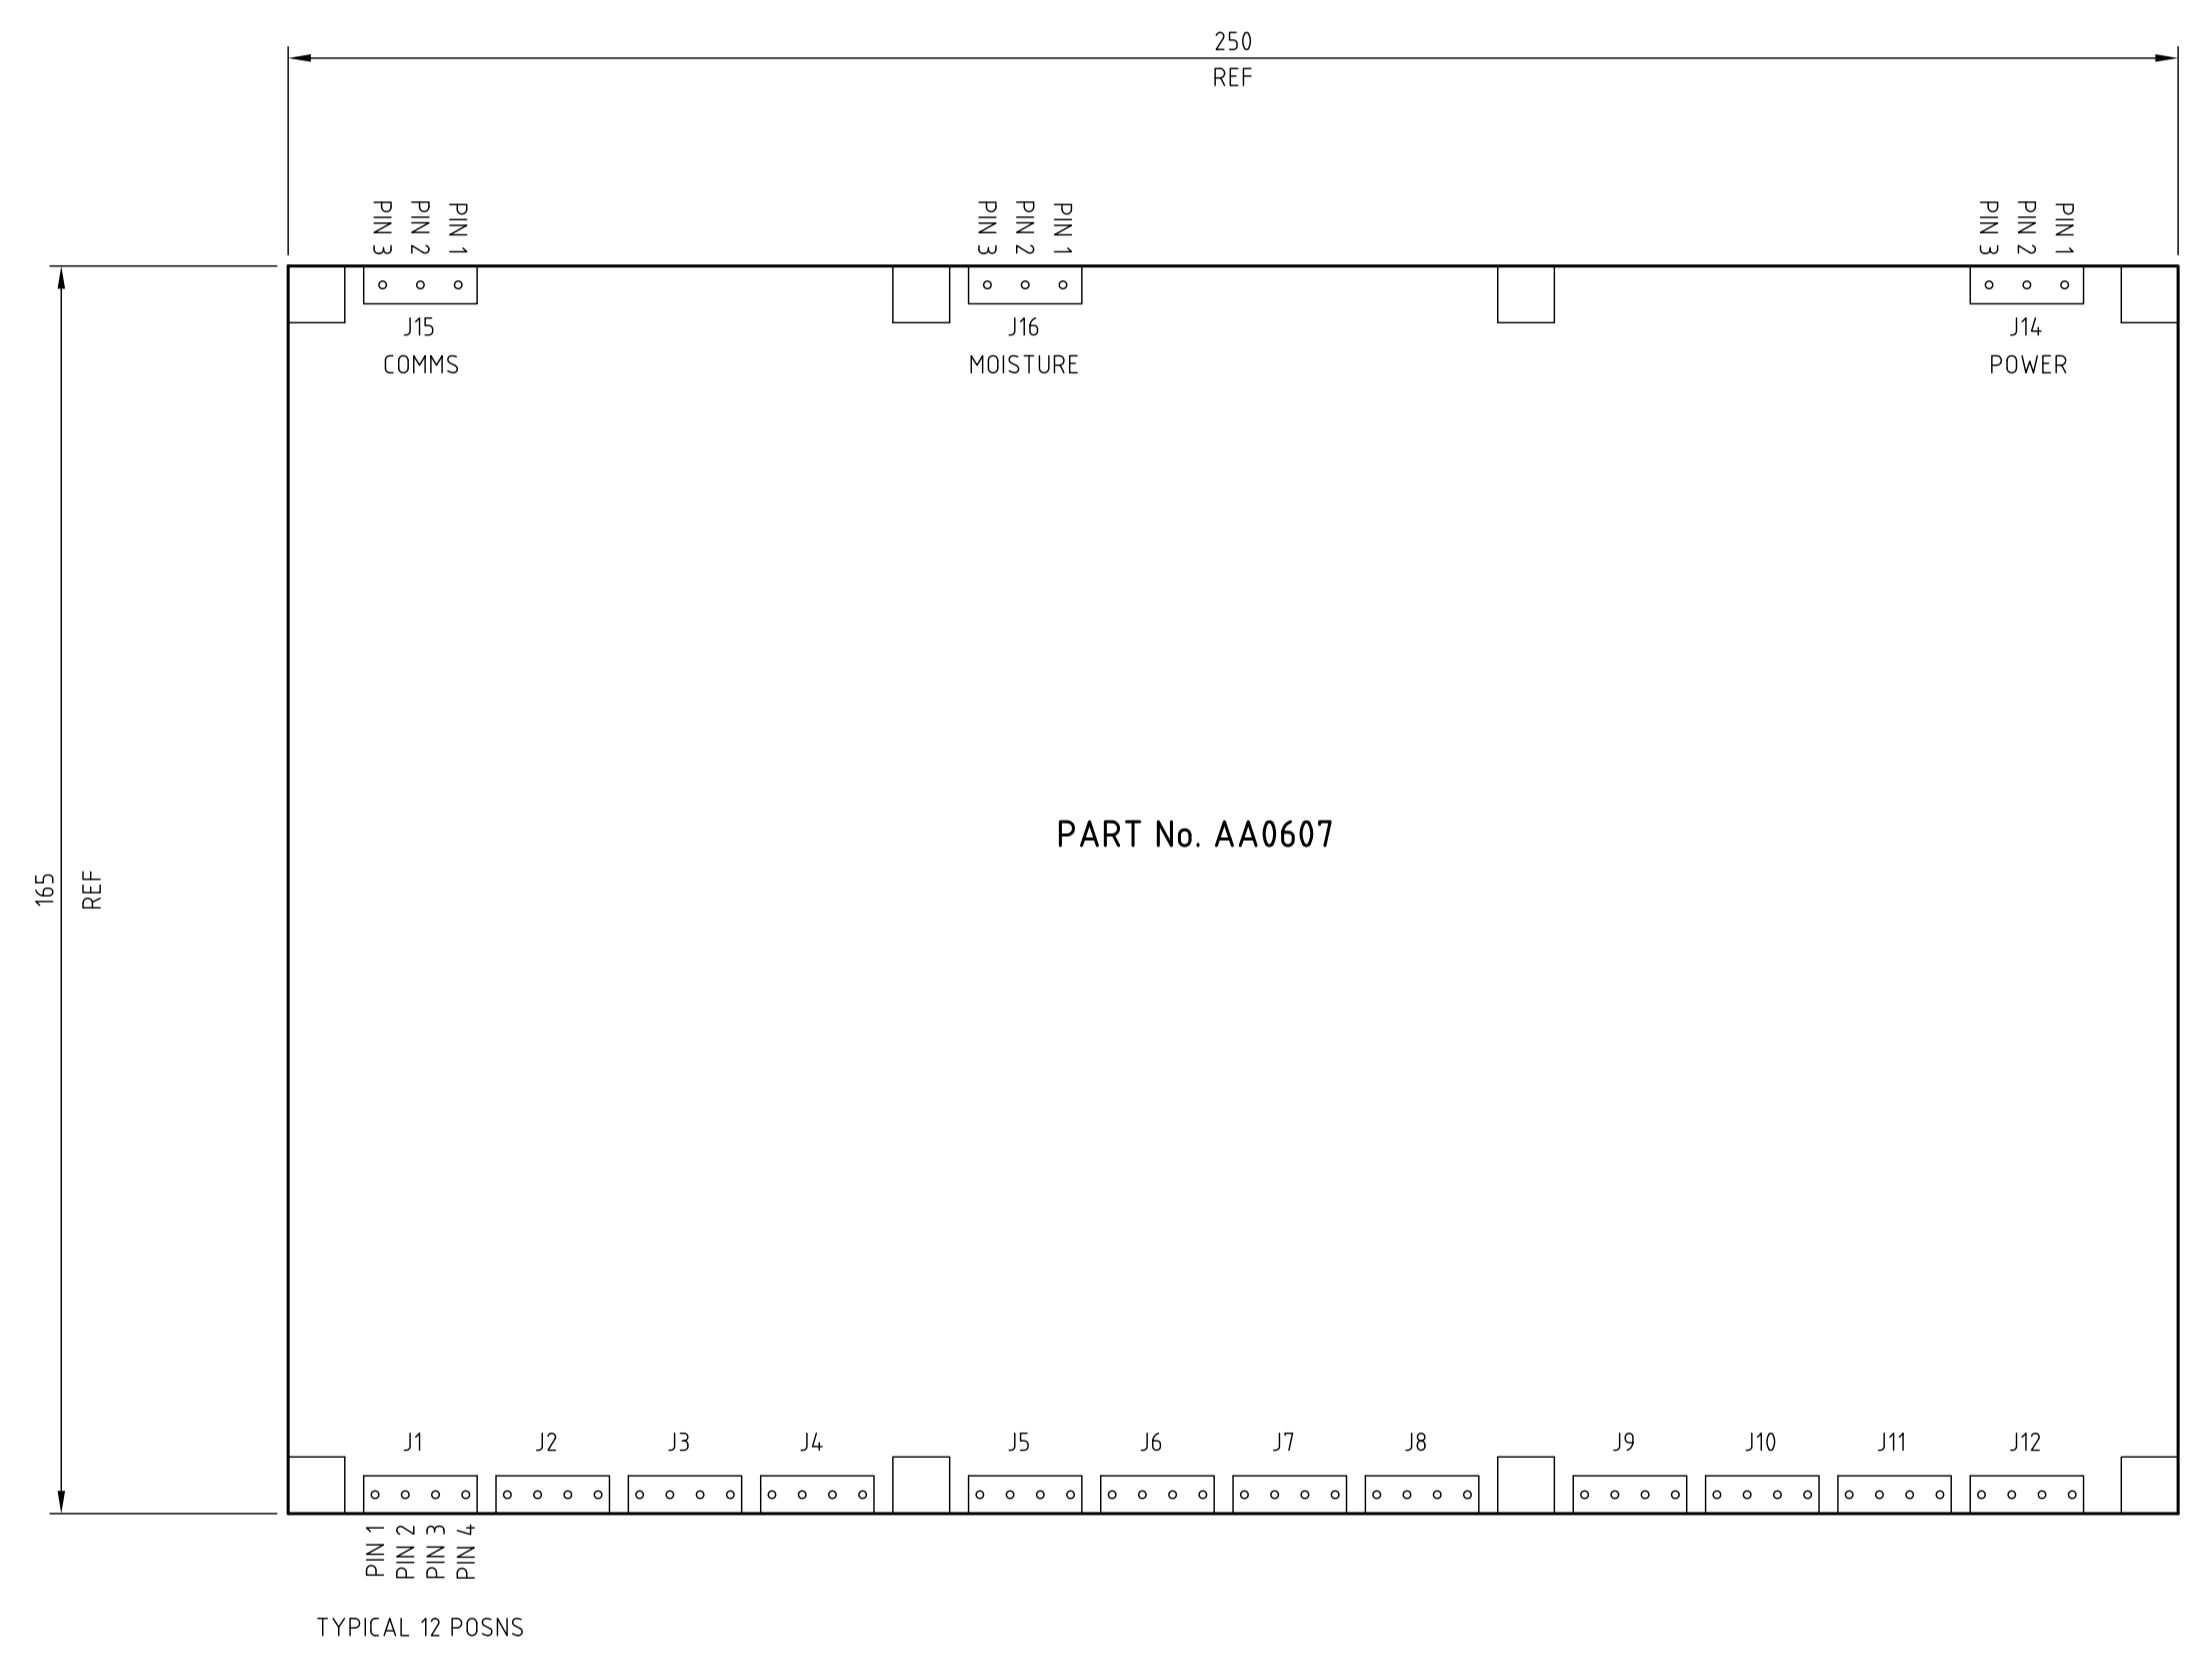 250
REF
PIN 3 PIN 2 PIN 1
PIN 3 PIN 2 PIN 1
PIN 3 PIN 2 PIN 1
J15
COMMS
J16
MOISTURE
J14
POWER
PART No. AA0607
165
REF
J1 J2 J3 J4 J5 J6 J7 J8 J9 J10 J11 J12
PIN 1
PIN 2
PIN 3
PIN 4
TYPICAL 12 POSNS